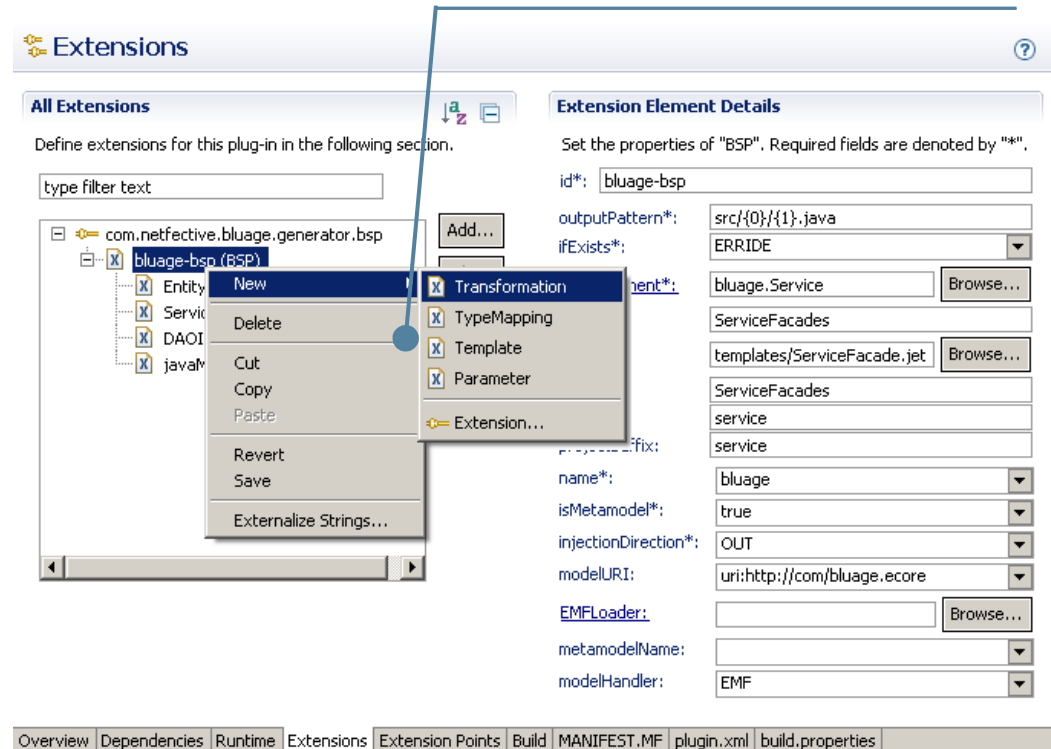 Extensions
All Extensions
Define extensions for this plug-in in the following section.
type filter text
com.netfective.bluage.generator.bsp
bluage-bsp (BSP)
Entity
Servic
DAOI
Add...
New
Delete
Cut
Copy
Paste
Revert
Save
Externalize Strings...
Transformation
TypeMapping
Template
Parameter
Extension...
Extension Element Details
Set the properties of "BSP". Required fields are denoted by "*".
id*: bluage-bsp
outputPattern*: src/{0}/{1}.java
ifExists*: ERRIDE
ment*: bluage.Service Browse...
ServiceFacades
templates/ServiceFacade.jet Browse...
ServiceFacades
service
service
name*: bluage
isMetamodel*: true
injectionDirection*: OUT
modelURI: uri:http://com/bluage.ecore
EMFLoader: Browse...
metamodelName:
modelHandler: EMF
Overview Dependencies Runtime Extensions Extension Points Build MANIFEST.MF plugin.xml build.properties